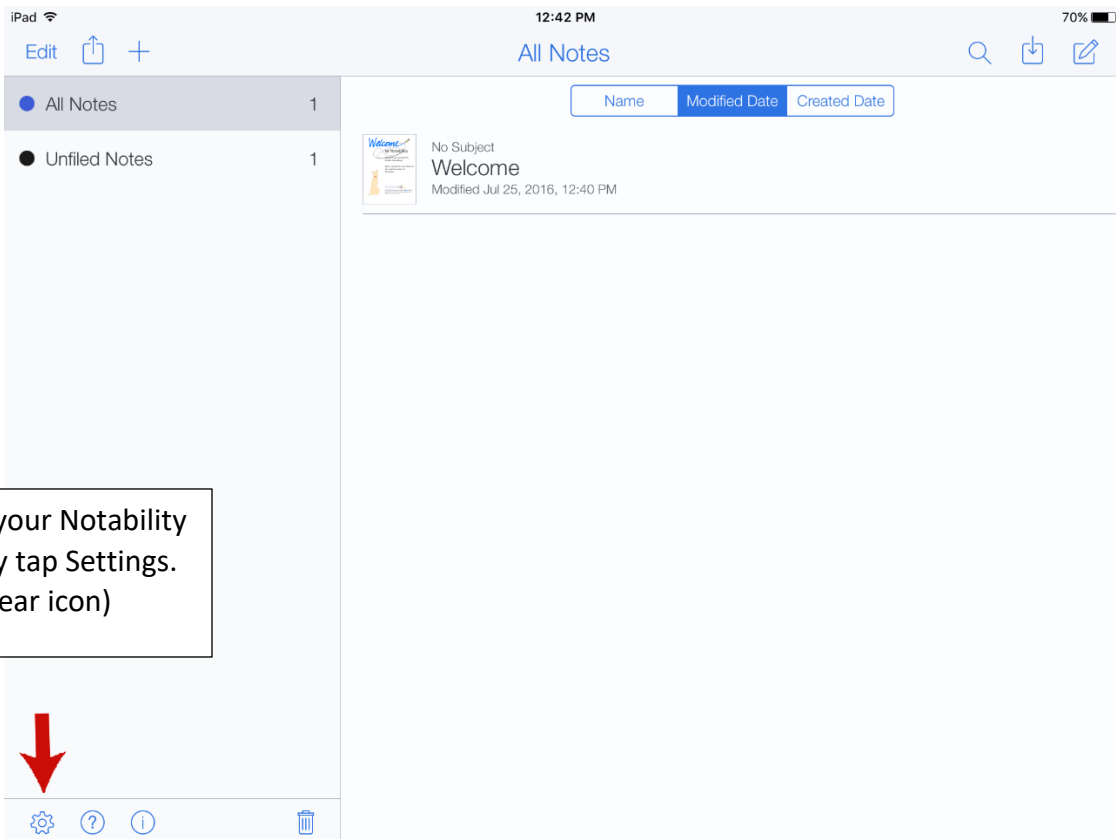 iPad 12:42 PM 70%
Edit All Notes
All Notes 1
Unfiled Notes 1
Name Modified Date Created Date
Welcome
No Subject
Welcome
Modified Jul 25, 2016, 12:40 PM
your Notability
y tap Settings.
ear icon)